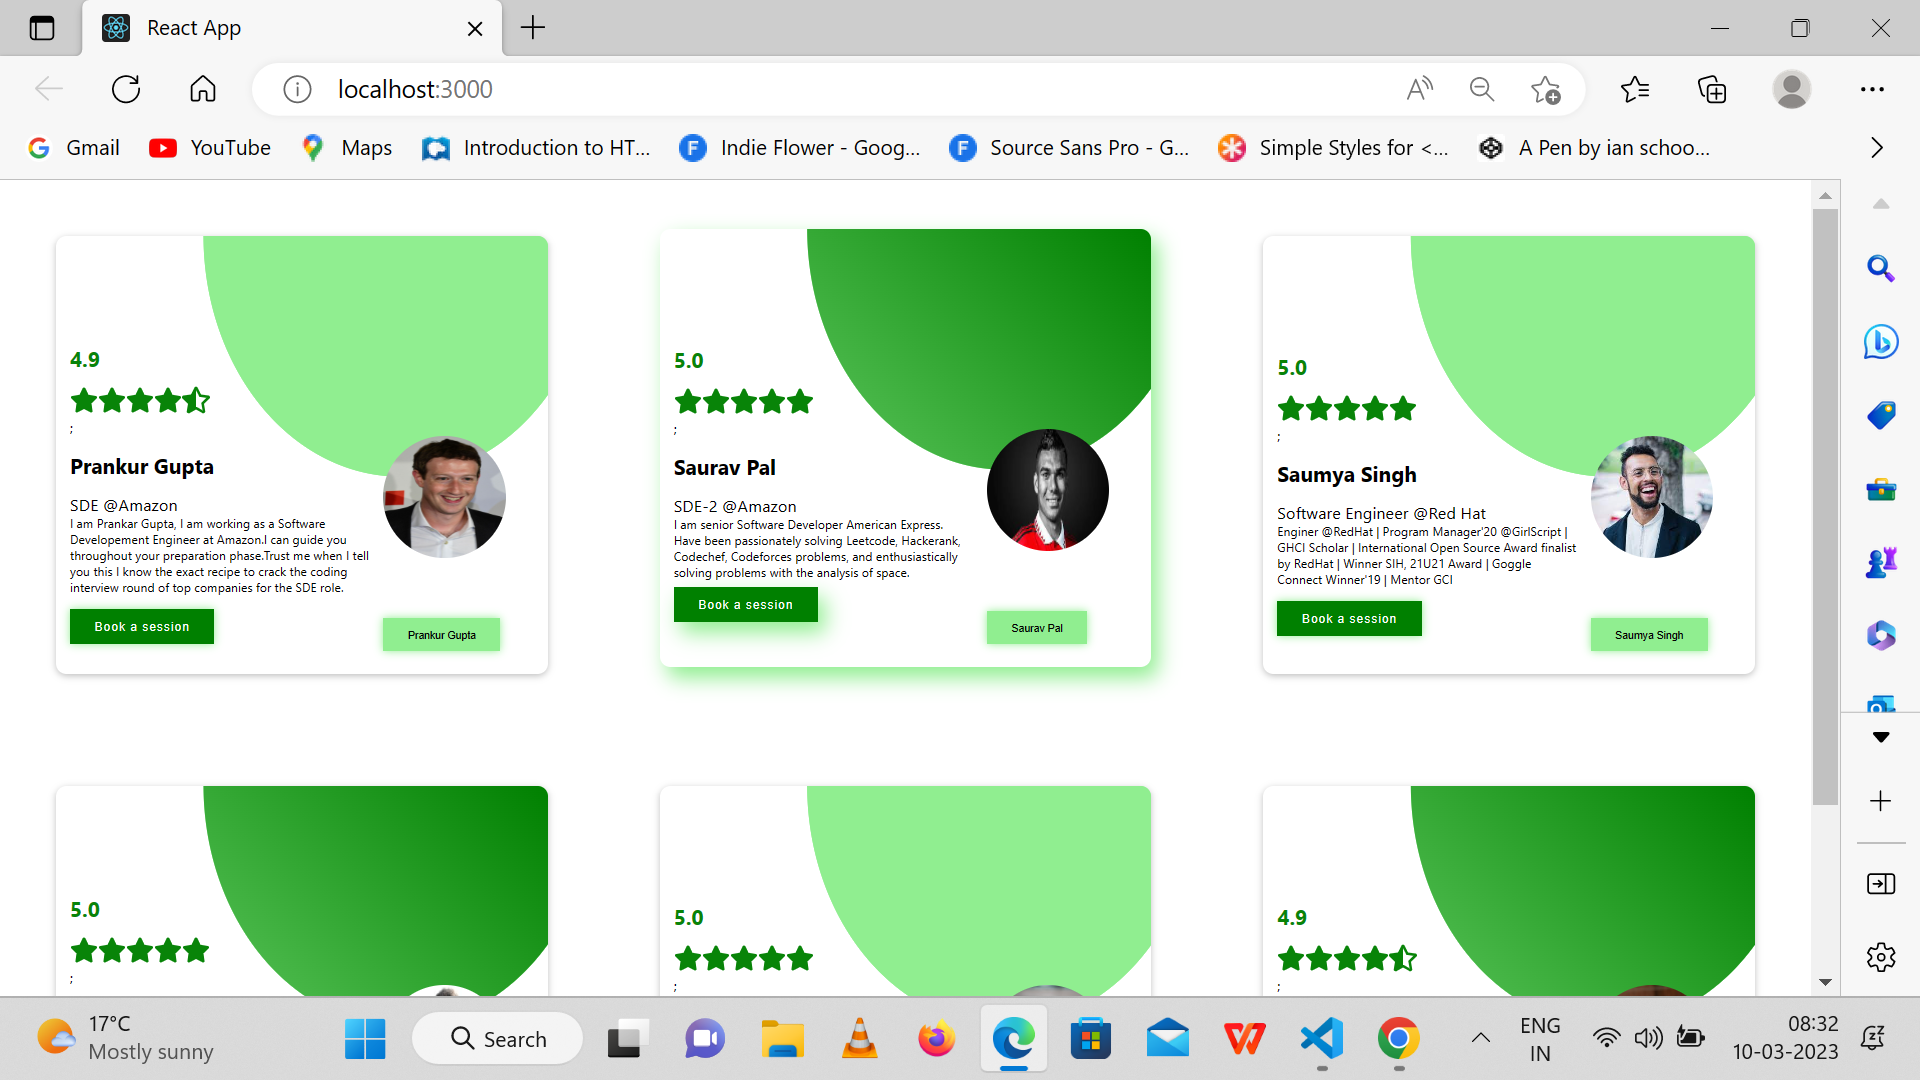 React App
localhost:3000
Gmail
YouTube
Maps
Introduction to HT...
Indie Flower - Goog...
Source Sans Pro - G...
Simple Styles for <...
A Pen by ian schoo...
4.9
;
Prankur Gupta
SDE @Amazon
I am Prankar Gupta, I am working as a Software
Developement Engineer at Amazon.I can guide you
throughout your preparation phase.Trust me when I tell
you this I know the exact recipe to crack the coding
interview round of top companies for the SDE role.
Book a session
Prankur Gupta
5.0
;
Saurav Pal
SDE-2 @Amazon
I am senior Software Developer American Express.
Have been passionately solving Leetcode, Hackerank,
Codechef, Codeforces problems, and enthusiastically
solving problems with the analysis of space.
Book a session
Saurav Pal
5.0
;
Saumya Singh
Software Engineer @Red Hat
Enginer @RedHat | Program Manager'20 @GirlScript |
GHCI Scholar | International Open Source Award finalist
by RedHat | Winner SIH, 21U21 Award | Goggle
Connect Winner'19 | Mentor GCI
Book a session
Saumya Singh
5.0
;
5.0
;
4.9
;
17°C
Mostly sunny
Search
ENG
IN
08:32
10-03-2023